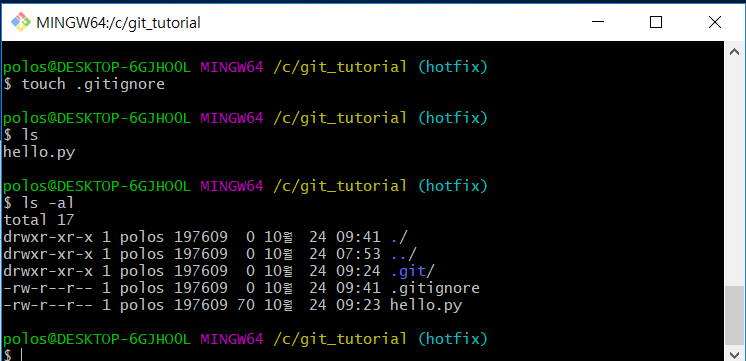 MINGW64:/c/git_tutorial
polos@DESKTOP-6GJHOOL MINGW64 /c/git_tutorial (hotfix)
$ touch .gitignore
polos@DESKTOP-6GJHOOL MINGW64 /c/git_tutorial (hotfix)
$ ls
hello.py
polos@DESKTOP-6GJHOOL MINGW64 /c/git_tutorial (hotfix)
$ ls -al
total 17
drwxr-xr-x 1 polos 197609  0 10월  24 09:41 ./
drwxr-xr-x 1 polos 197609  0 10월  24 07:53 ../
drwxr-xr-x 1 polos 197609  0 10월  24 09:24 .git/
-rw-r--r-- 1 polos 197609  0 10월  24 09:41 .gitignore
-rw-r--r-- 1 polos 197609 70 10월  24 09:23 hello.py
polos@DESKTOP-6GJHOOL MINGW64 /c/git_tutorial (hotfix)
$